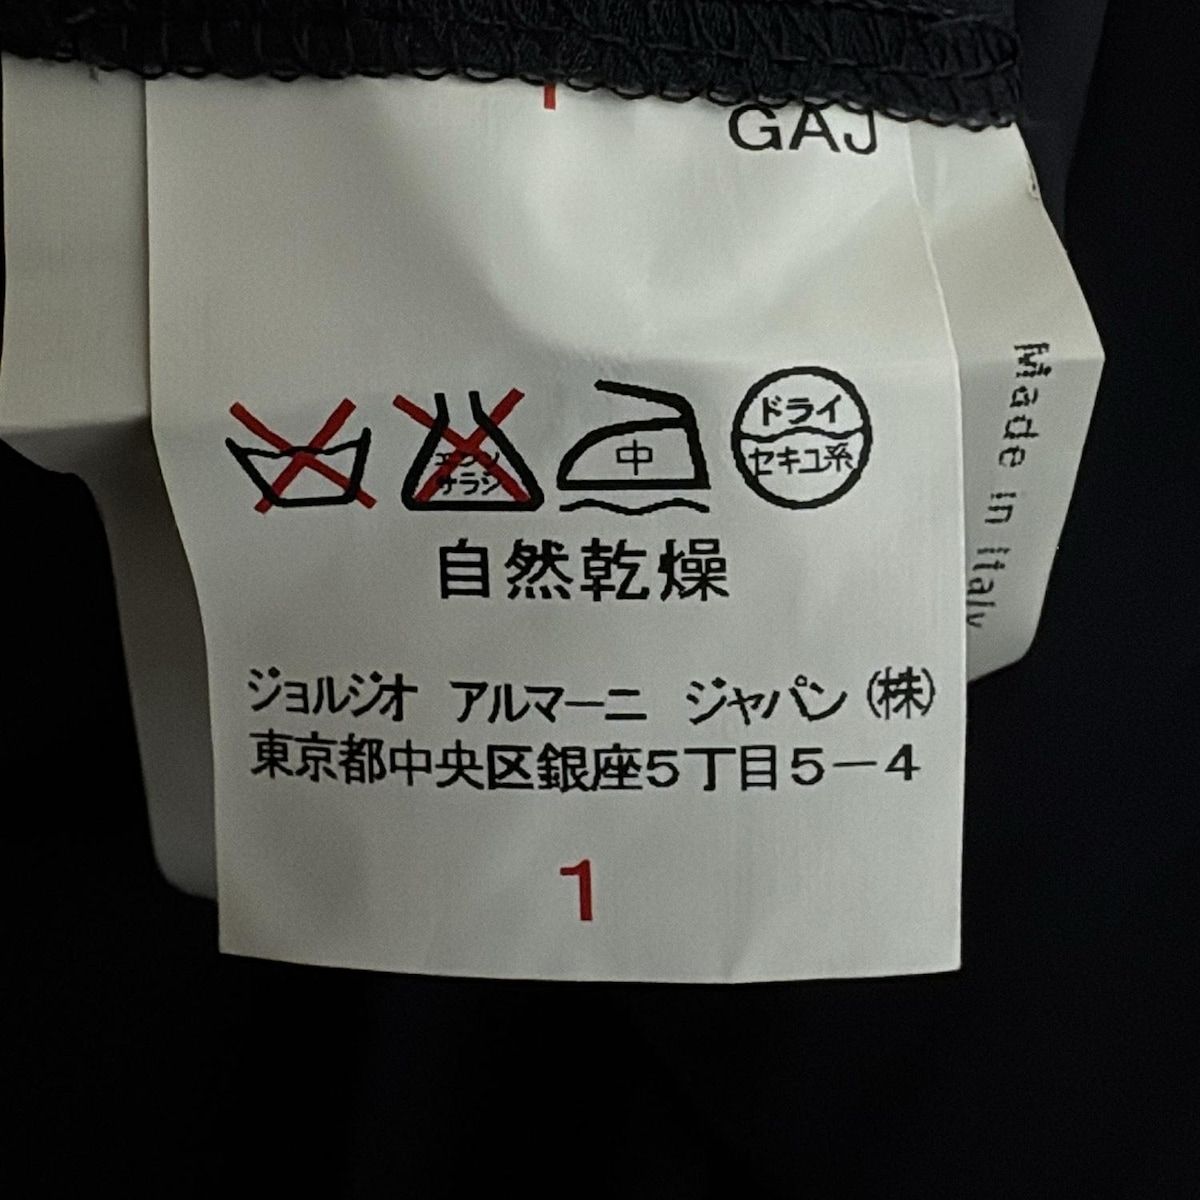 GAJ
エンソ
サラシ
中
ドライ
セキユ系
自然乾燥
ジョルジオ アルマーニ ジャパン(株)
東京都中央区銀座5丁目5-4
1
Made in Italy